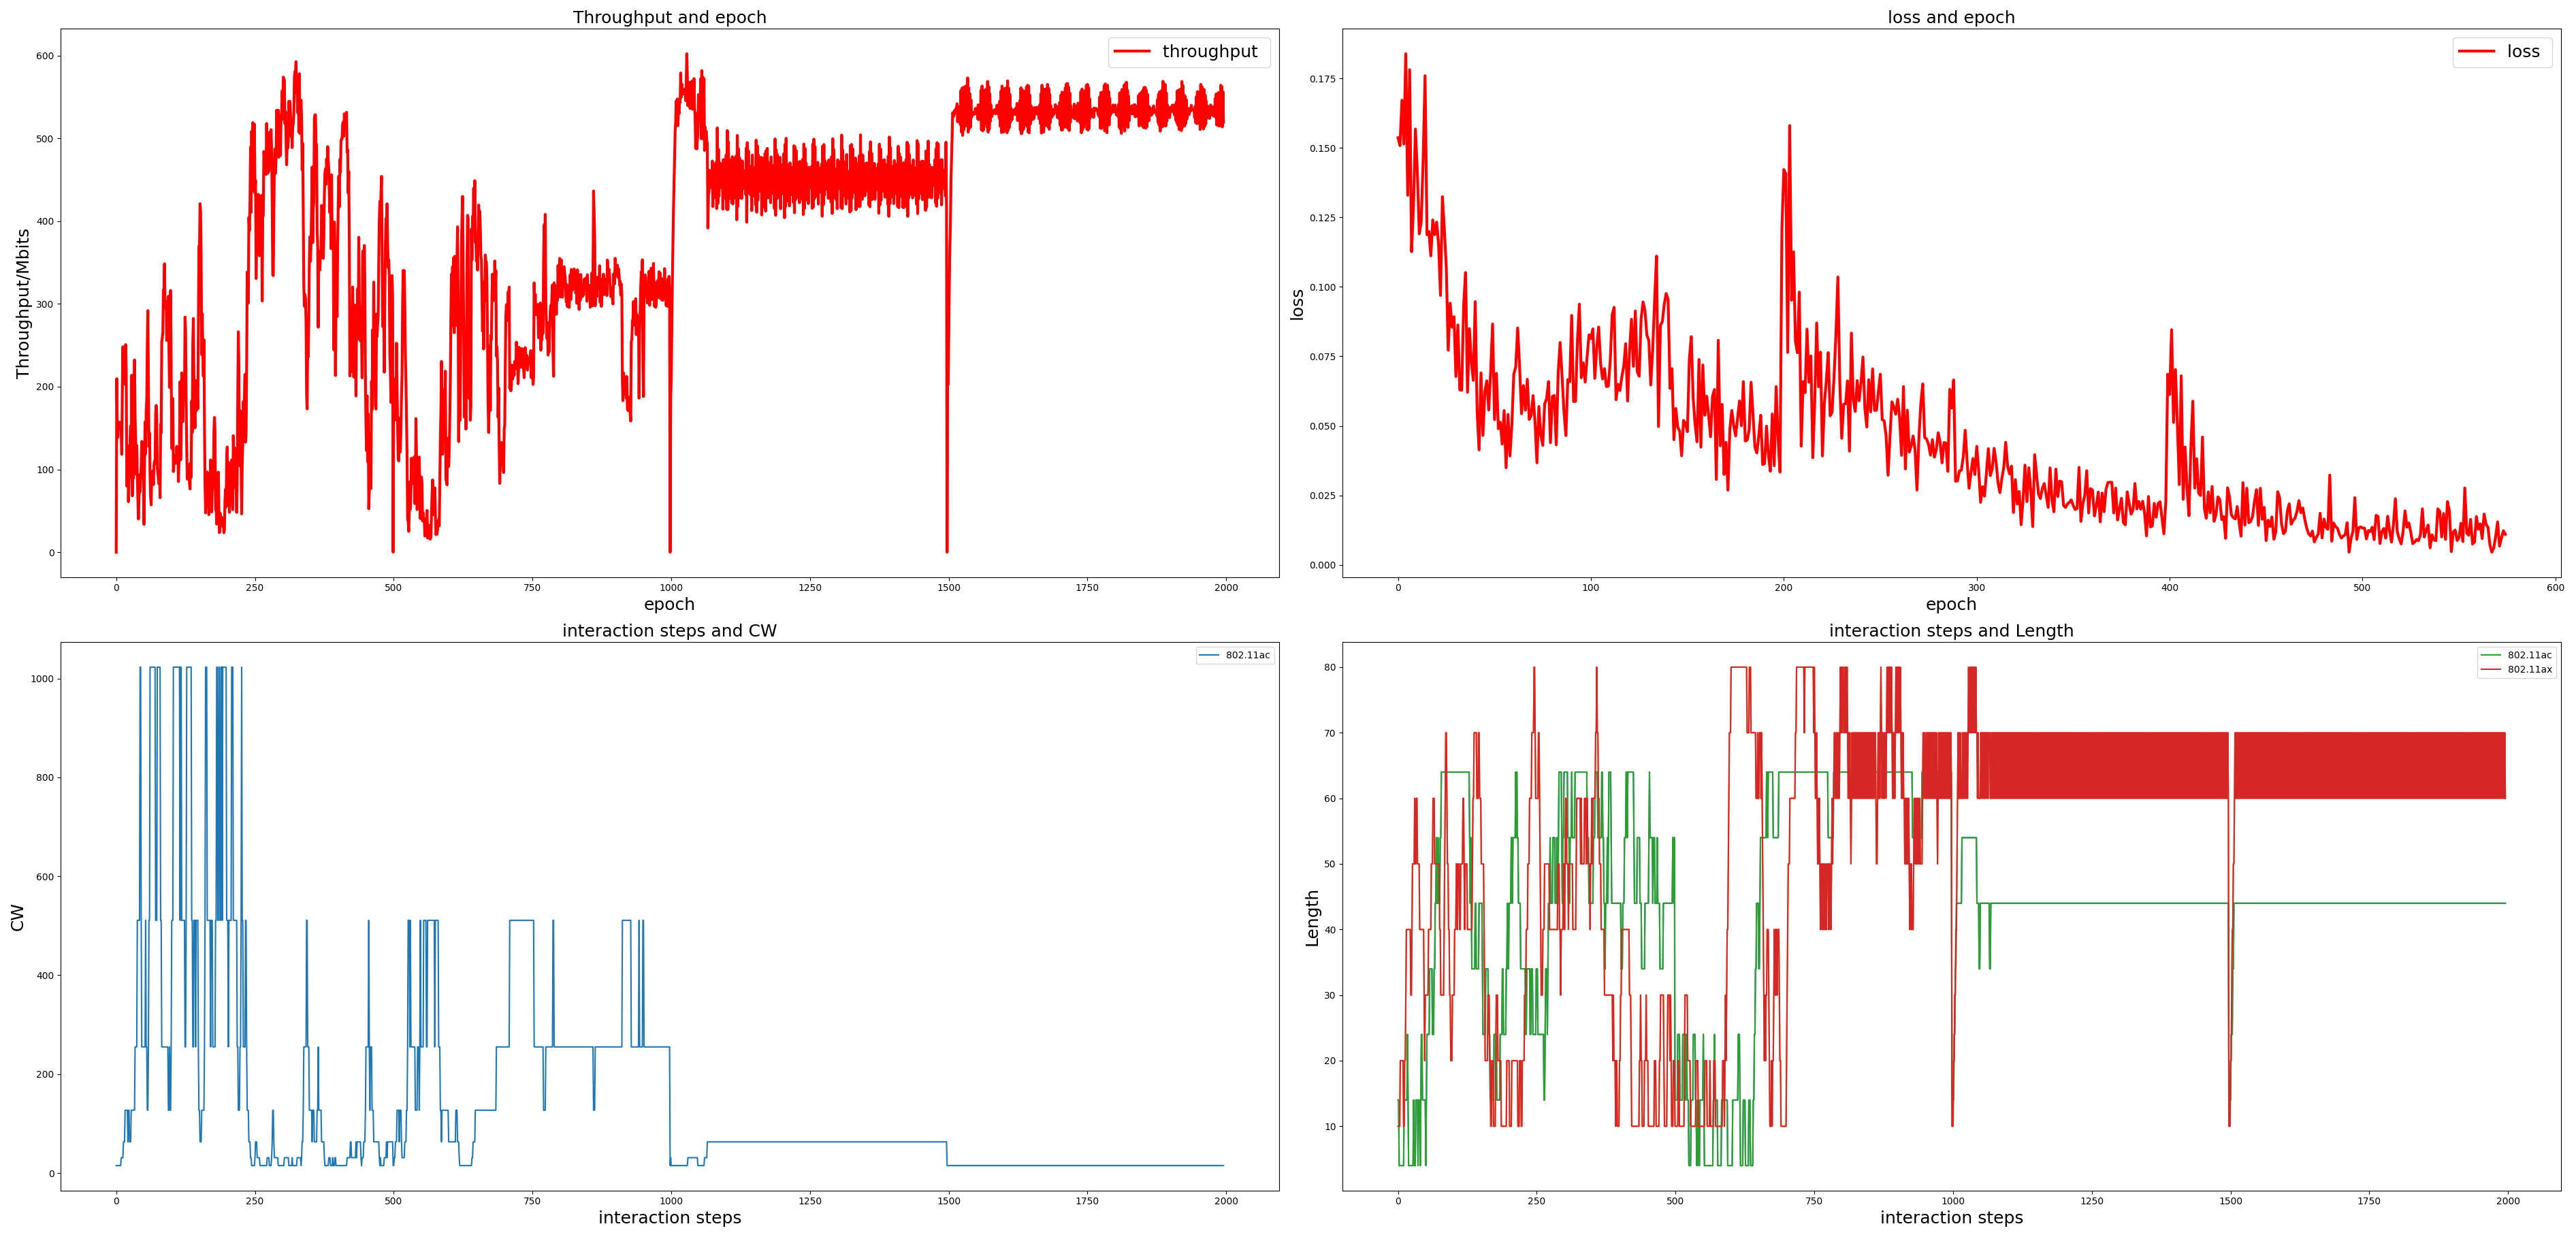 Throughput and epoch
throughput
Throughput/Mbits
600
500
400
300
200
100
0
0 250 500 750 1000 1250 1500 1750 2000
epoch
loss and epoch
loss
loss
0.175
0.150
0.125
0.100
0.075
0.050
0.025
0.000
0 100 200 300 400 500 600
epoch
interaction steps and CW
802.11ac
CW
1000
800
600
400
200
0
0 250 500 750 1000 1250 1500 1750 2000
interaction steps
interaction steps and Length
802.11ac
802.11ax
Length
80
70
60
50
40
30
20
10
0 250 500 750 1000 1250 1500 1750 2000
interaction steps